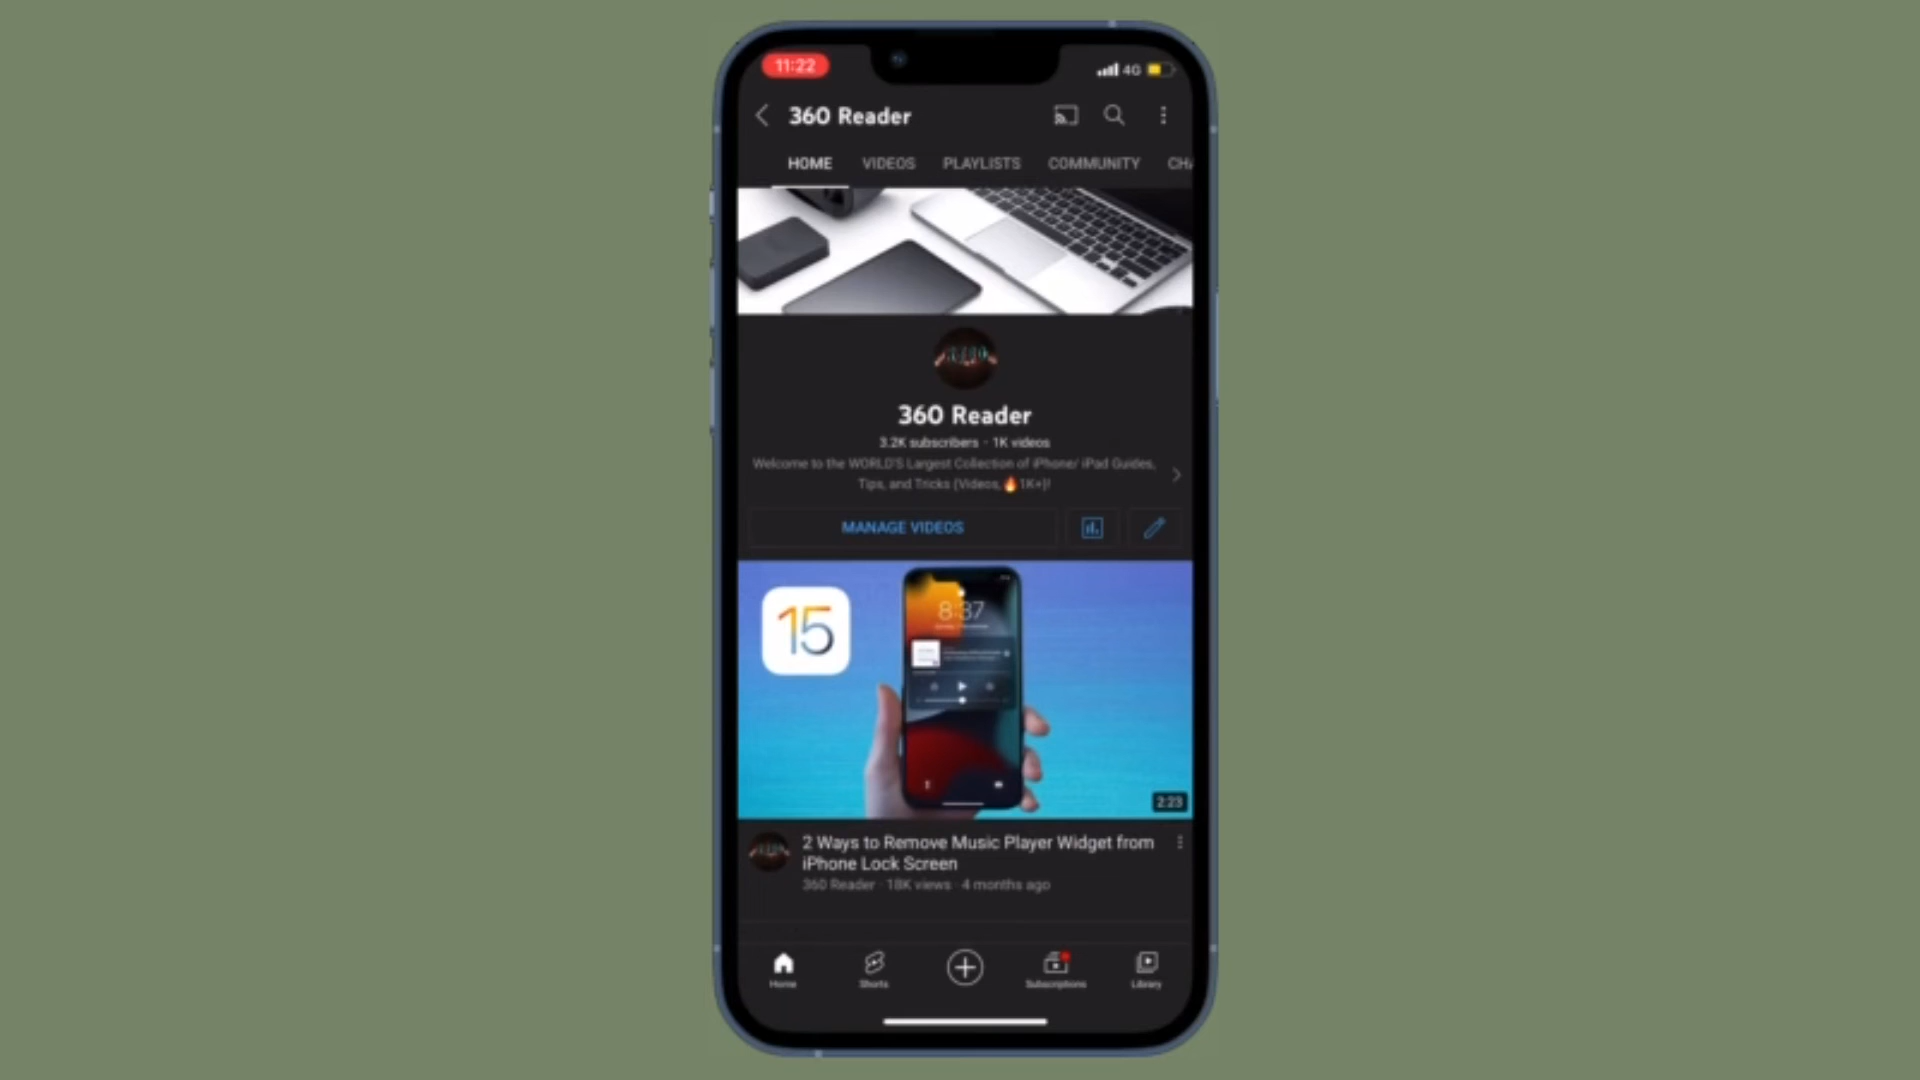 11:22
4G
360 Reader
HOME VIDEOS PLAYLISTS COMMUNITY CHA
360 Reader
3.2K subscribers · 1K videos
Welcome to the WORLD'S Largest Collection of iPhone/ iPad Guides,
Tips, and Tricks (Videos🔥1K+)!
MANAGE VIDEOS
15
8:37
2:23
2 Ways to Remove Music Player Widget from
iPhone Lock Screen
360 Reader · 18K views · 4 months ago
Home Shorts Subscriptions Library